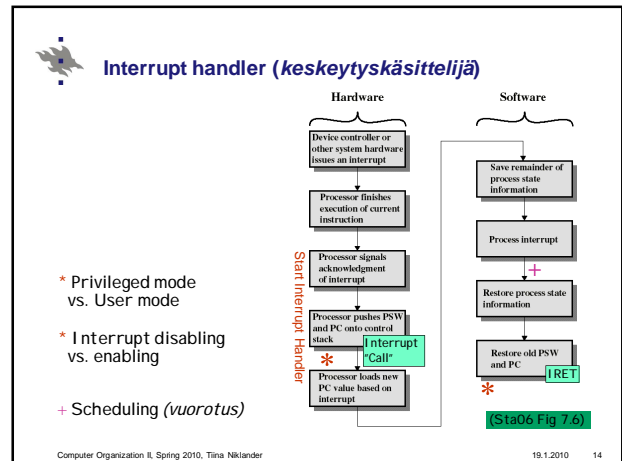 Interrupt handler (keskeytyskäsittelijä)
Hardware
Device controller or
other system hardware
issues an interrupt
Processor finishes
execution of current
instruction
Processor signals
acknowledgment
of interrupt
Processor pushes PSW
and PC onto control
stack
Interrupt
"Call"
*
Processor loads new
PC value based on
interrupt
Start Interrupt Handler
Software
Save remainder of
process state
information
Process interrupt
+
Restore process state
information
Restore old PSW
and PC
IRET
*
(Sta06 Fig 7.6)
* Privileged mode
vs. User mode
* Interrupt disabling
vs. enabling
+ Scheduling (vuorotus)
Computer Organization II, Spring 2010, Tiina Niklander
19.1.2010
14